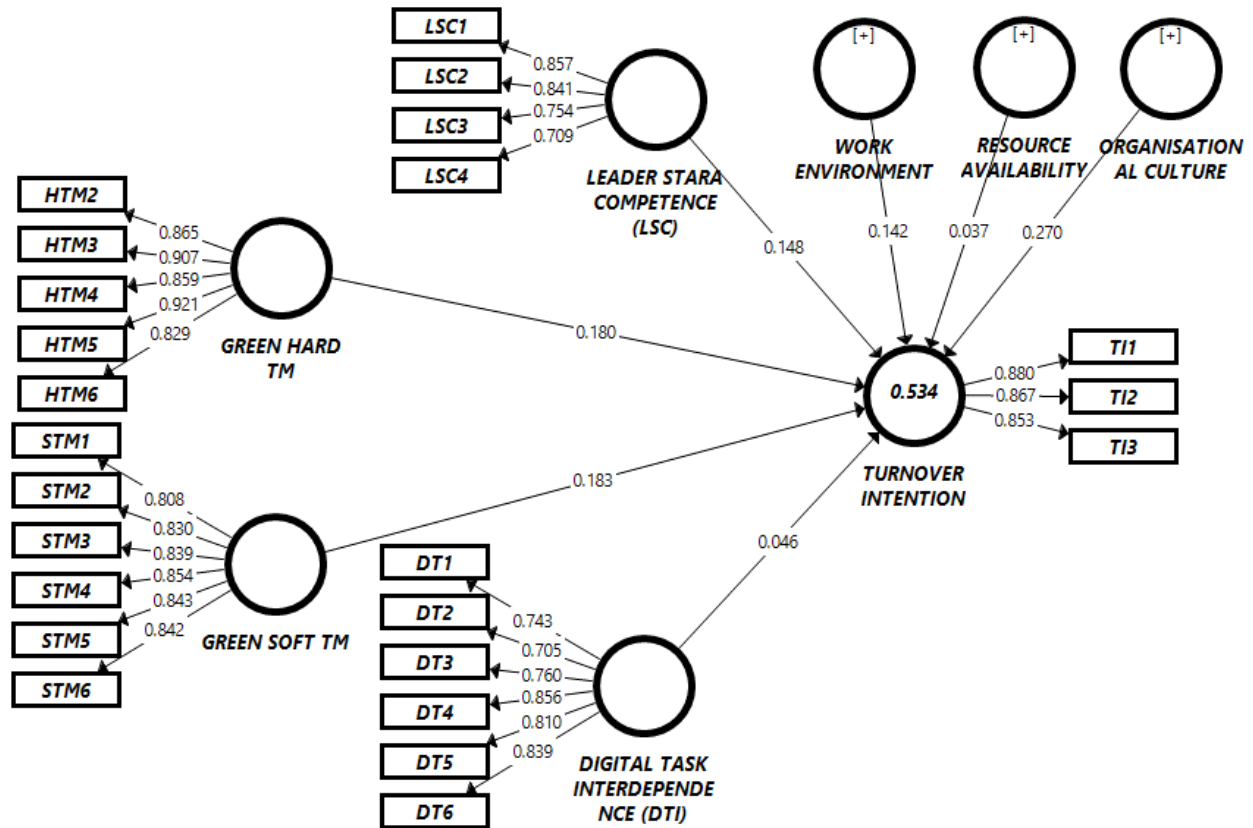 LSC1
LSC2
LSC3
LSC4
0.857
0.841
0.754
0.709
LEADER STARA
COMPETENCE
(LSC)
[+]
WORK
ENVIRONMENT
[+]
RESOURCE
AVAILABILITY
[+]
ORGANISATION
AL CULTURE
0.148
0.142
0.037
0.270
HTM2
HTM3
HTM4
HTM5
HTM6
0.865
0.907
0.859
0.921
0.829
GREEN HARD
TM
0.180
0.534
TURNOVER
INTENTION
0.880
0.867
0.853
TI1
TI2
TI3
STM1
STM2
STM3
STM4
STM5
STM6
0.808
0.830
0.839
0.854
0.843
0.842
GREEN SOFT TM
0.183
DT1
DT2
DT3
DT4
DT5
DT6
0.743
0.705
0.760
0.856
0.810
0.839
DIGITAL TASK
INTERDEPENDE
NCE (DTI)
0.046